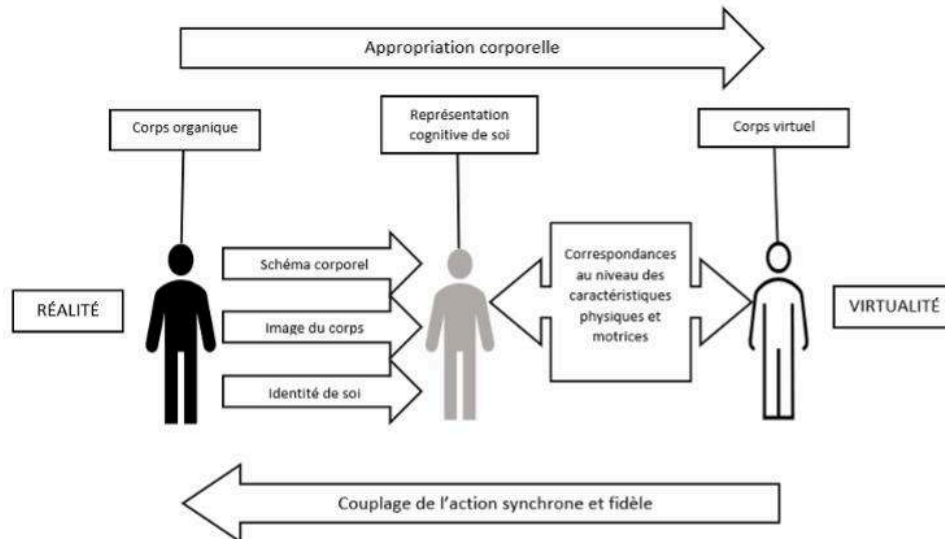 Appropriation corporelle
Corps organique
Représentation
cognitive de soi
Corps virtuel
RÉALITÉ
Schéma corporel
Image du corps
Identité de soi
Correspondances
au niveau des
caractéristiques
physiques et
motrices
VIRTUALITÉ
Couplage de l'action synchrone et fidèle